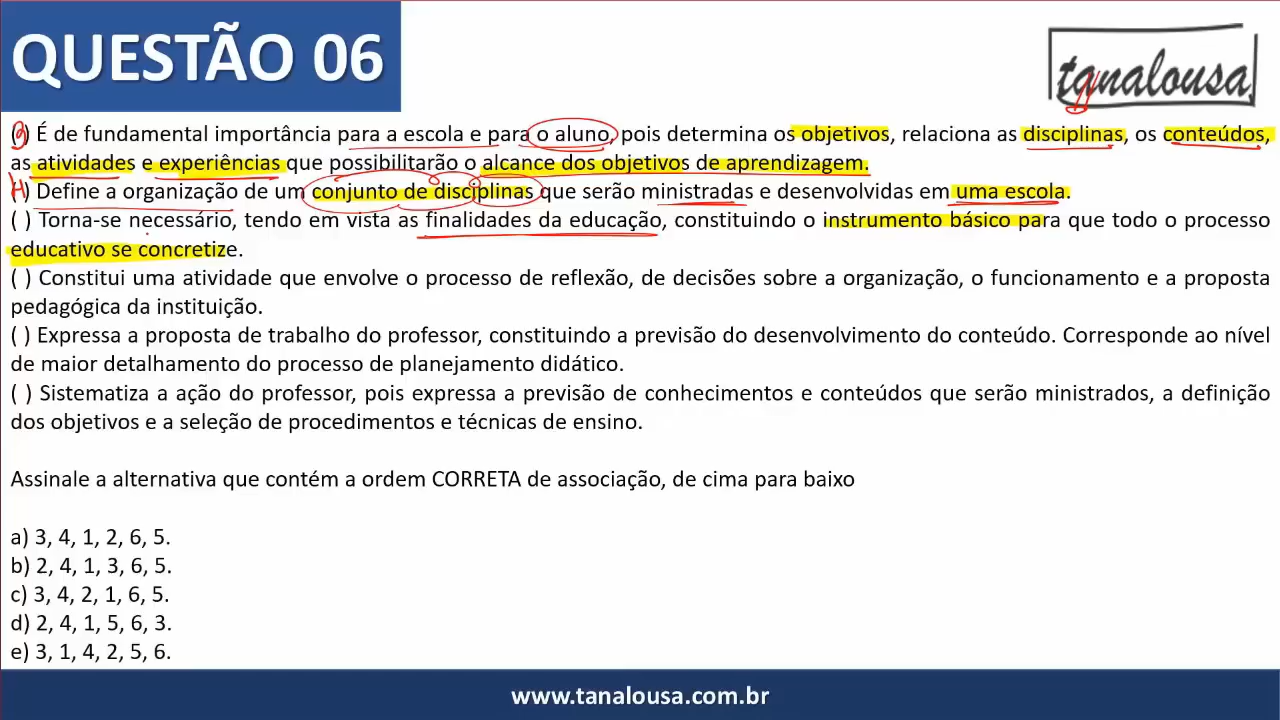 QUESTÃO 06
tanalousa
(3) É de fundamental importância para a escola e para o aluno, pois determina os objetivos, relaciona as disciplinas, os conteúdos,
as atividades e experiências que possibilitarão o alcance dos objetivos de aprendizagem.
(4) Define a organização de um conjunto de disciplinas que serão ministradas e desenvolvidas em uma escola.
( ) Torna-se necessário, tendo em vista as finalidades da educação, constituindo o instrumento básico para que todo o processo
educativo se concretize.
( ) Constitui uma atividade que envolve o processo de reflexão, de decisões sobre a organização, o funcionamento e a proposta
pedagógica da instituição.
( ) Expressa a proposta de trabalho do professor, constituindo a previsão do desenvolvimento do conteúdo. Corresponde ao nível
de maior detalhamento do processo de planejamento didático.
( ) Sistematiza a ação do professor, pois expressa a previsão de conhecimentos e conteúdos que serão ministrados, a definição
dos objetivos e a seleção de procedimentos e técnicas de ensino.
Assinale a alternativa que contém a ordem CORRETA de associação, de cima para baixo
a) 3, 4, 1, 2, 6, 5.
b) 2, 4, 1, 3, 6, 5.
c) 3, 4, 2, 1, 6, 5.
d) 2, 4, 1, 5, 6, 3.
e) 3, 1, 4, 2, 5, 6.
www.tanalousa.com.br